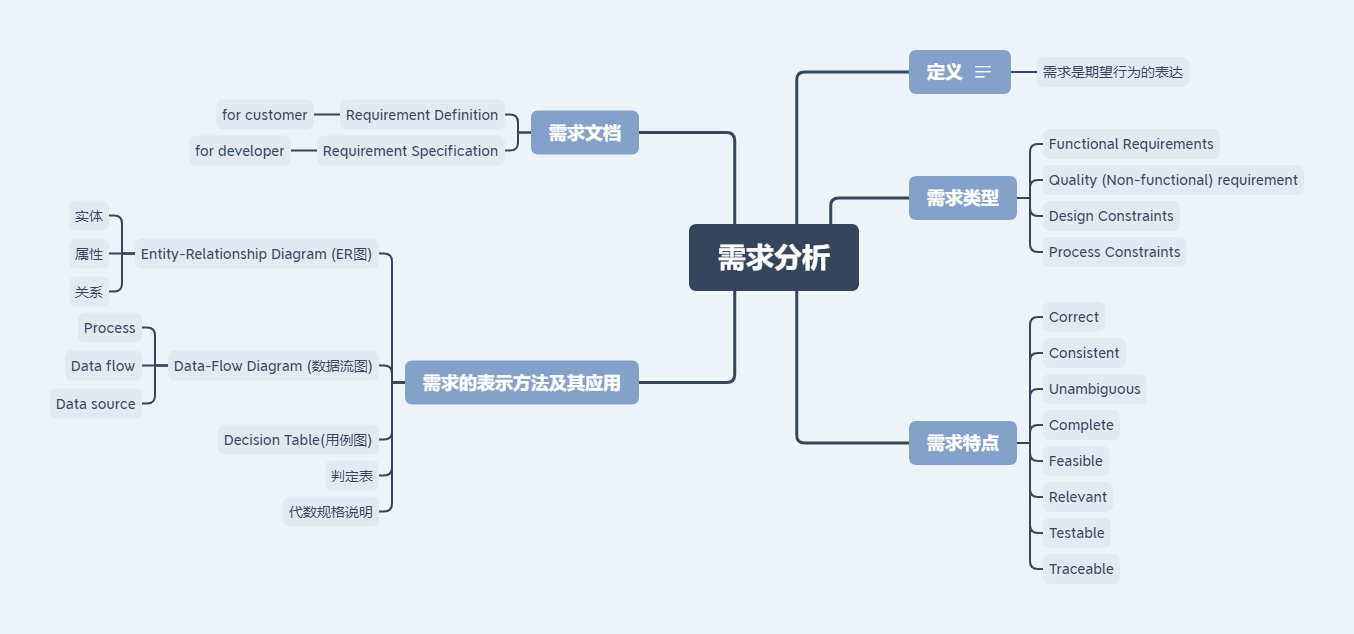 需求分析
定义
需求是期望行为的表达
需求类型
Functional Requirements
Quality (Non-functional) requirement
Design Constraints
Process Constraints
需求特点
Correct
Consistent
Unambiguous
Complete
Feasible
Relevant
Testable
Traceable
需求文档
Requirement Definition
for customer
Requirement Specification
for developer
需求的表示方法及其应用
Entity-Relationship Diagram (ER图)
实体
属性
关系
Data-Flow Diagram (数据流图)
Process
Data flow
Data source
Decision Table(用例图)
判定表
代数规格说明